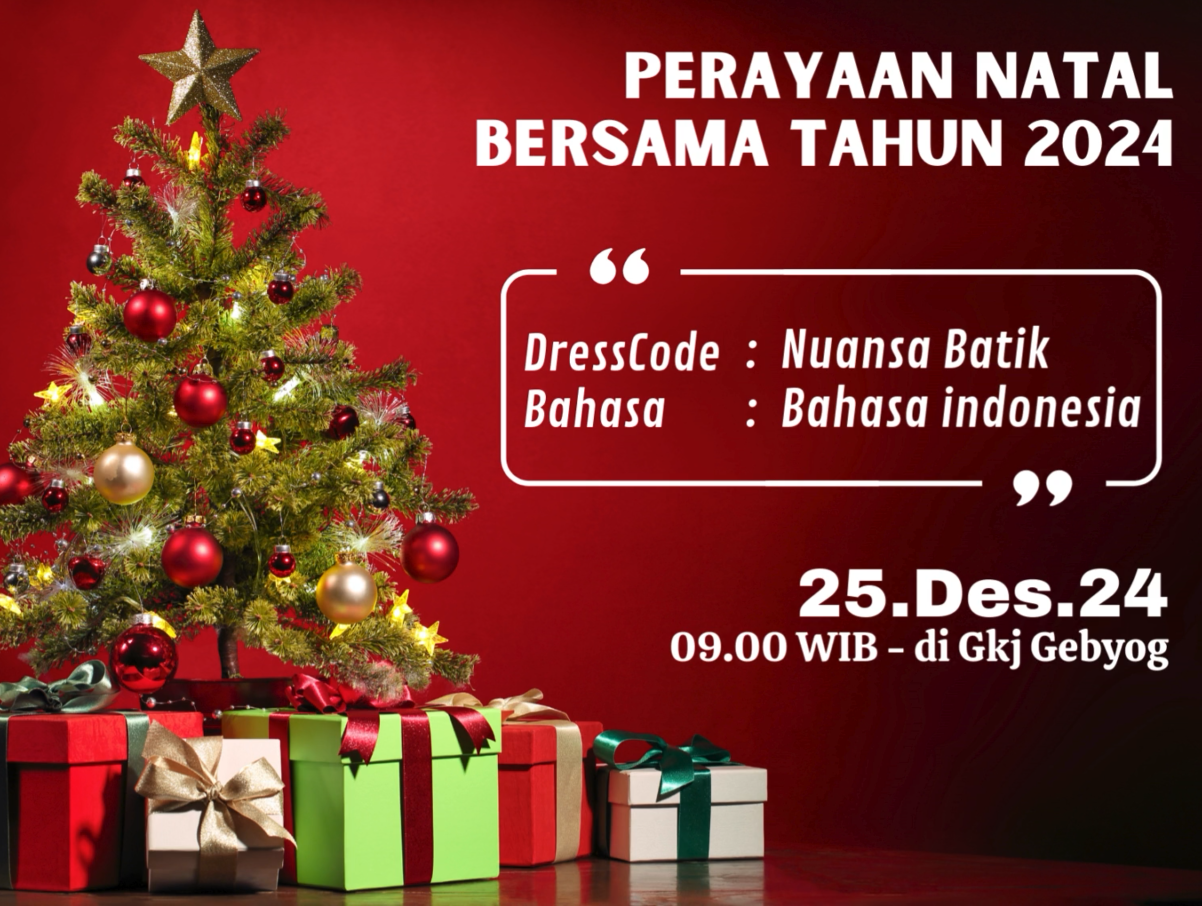 PERAYAAN NATAL
BERSAMA TAHUN 2024
“
DressCode : Nuansa Batik
Bahasa : Bahasa indonesia
”
25.Des.24
09.00 WIB - di Gkj Gebyog